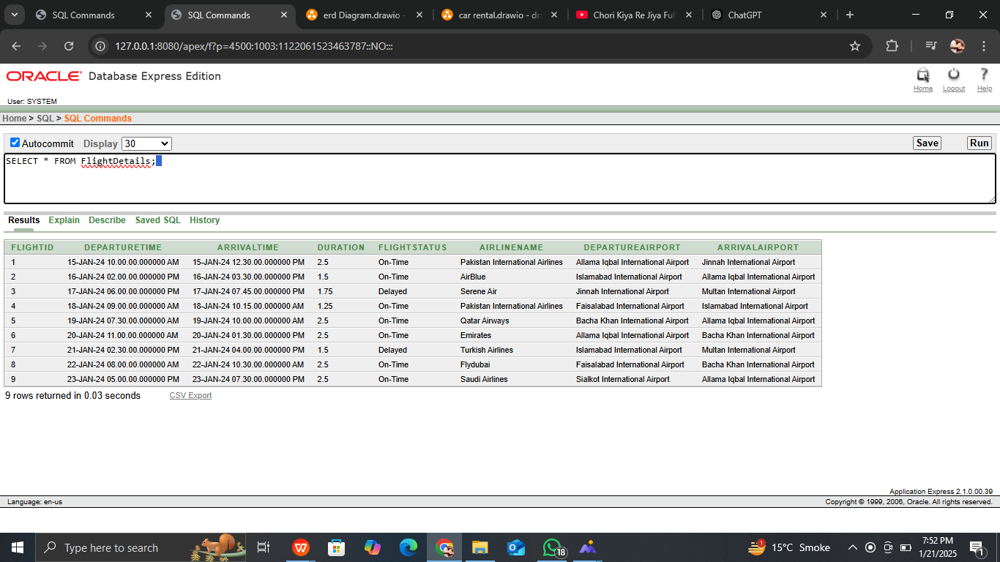 SQL Commands
SQL Commands
erd Diagram.drawio -
car rental.drawio - dr
Chori Kiya Re Jiya Ful
ChatGPT
127.0.0.1:8080/apex/f?p=4500:1003:1122061523463787::NO:::
ORACLE Database Express Edition
Home Logout Help
User: SYSTEM
Home > SQL > SQL Commands
Autocommit Display 30 Save Run
SELECT * FROM FlightDetails;
Results Explain Describe Saved SQL History
FLIGHTID DEPARTURETIME ARRIVALTIME DURATION FLIGHTSTATUS AIRLINENAME DEPARTUREAIRPORT ARRIVALAIRPORT
1 15-JAN-24 10.00.00.000000 AM 15-JAN-24 12.30.00.000000 PM 2.5 On-Time Pakistan International Airlines Allama Iqbal International Airport Jinnah International Airport
2 16-JAN-24 02.00.00.000000 PM 16-JAN-24 03.30.00.000000 PM 1.5 On-Time AirBlue Islamabad International Airport Allama Iqbal International Airport
3 17-JAN-24 06.00.00.000000 PM 17-JAN-24 07.45.00.000000 PM 1.75 Delayed Serene Air Jinnah International Airport Multan International Airport
4 18-JAN-24 09.00.00.000000 AM 18-JAN-24 10.15.00.000000 AM 1.25 On-Time Pakistan International Airlines Faisalabad International Airport Islamabad International Airport
5 19-JAN-24 07.30.00.000000 AM 19-JAN-24 10.00.00.000000 AM 2.5 On-Time Qatar Airways Bacha Khan International Airport Allama Iqbal International Airport
6 20-JAN-24 11.00.00.000000 AM 20-JAN-24 01.30.00.000000 PM 2.5 On-Time Emirates Allama Iqbal International Airport Bacha Khan International Airport
7 21-JAN-24 02.30.00.000000 PM 21-JAN-24 04.00.00.000000 PM 1.5 Delayed Turkish Airlines Islamabad International Airport Multan International Airport
8 22-JAN-24 08.00.00.000000 AM 22-JAN-24 10.30.00.000000 AM 2.5 On-Time Flydubai Faisalabad International Airport Bacha Khan International Airport
9 23-JAN-24 05.00.00.000000 PM 23-JAN-24 07.30.00.000000 PM 2.5 On-Time Saudi Airlines Sialkot International Airport Allama Iqbal International Airport
9 rows returned in 0.03 seconds CSV Export
Application Express 2.1.0.00.39
Language: en-us Copyright © 1999, 2006, Oracle. All rights reserved.
Type here to search
18
1
15°C Smoke
7:52 PM
1/21/2025
1